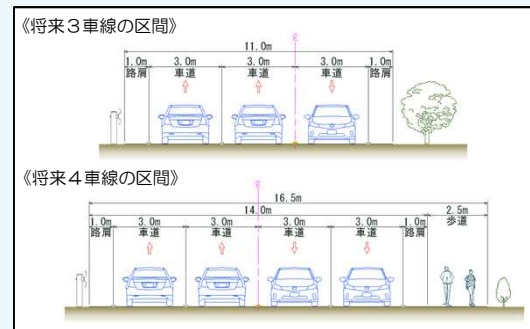 《将来3車線の区間》
11.0m
1.0m 3.0m 3.0m 3.0m 1.0m
路肩 車道 車道 車道 路肩
《将来4車線の区間》
16.5m
14.0m 2.5m
1.0m 3.0m 3.0m 3.0m 3.0m 1.0m 歩道
路肩 車道 車道 車道 車道 路肩